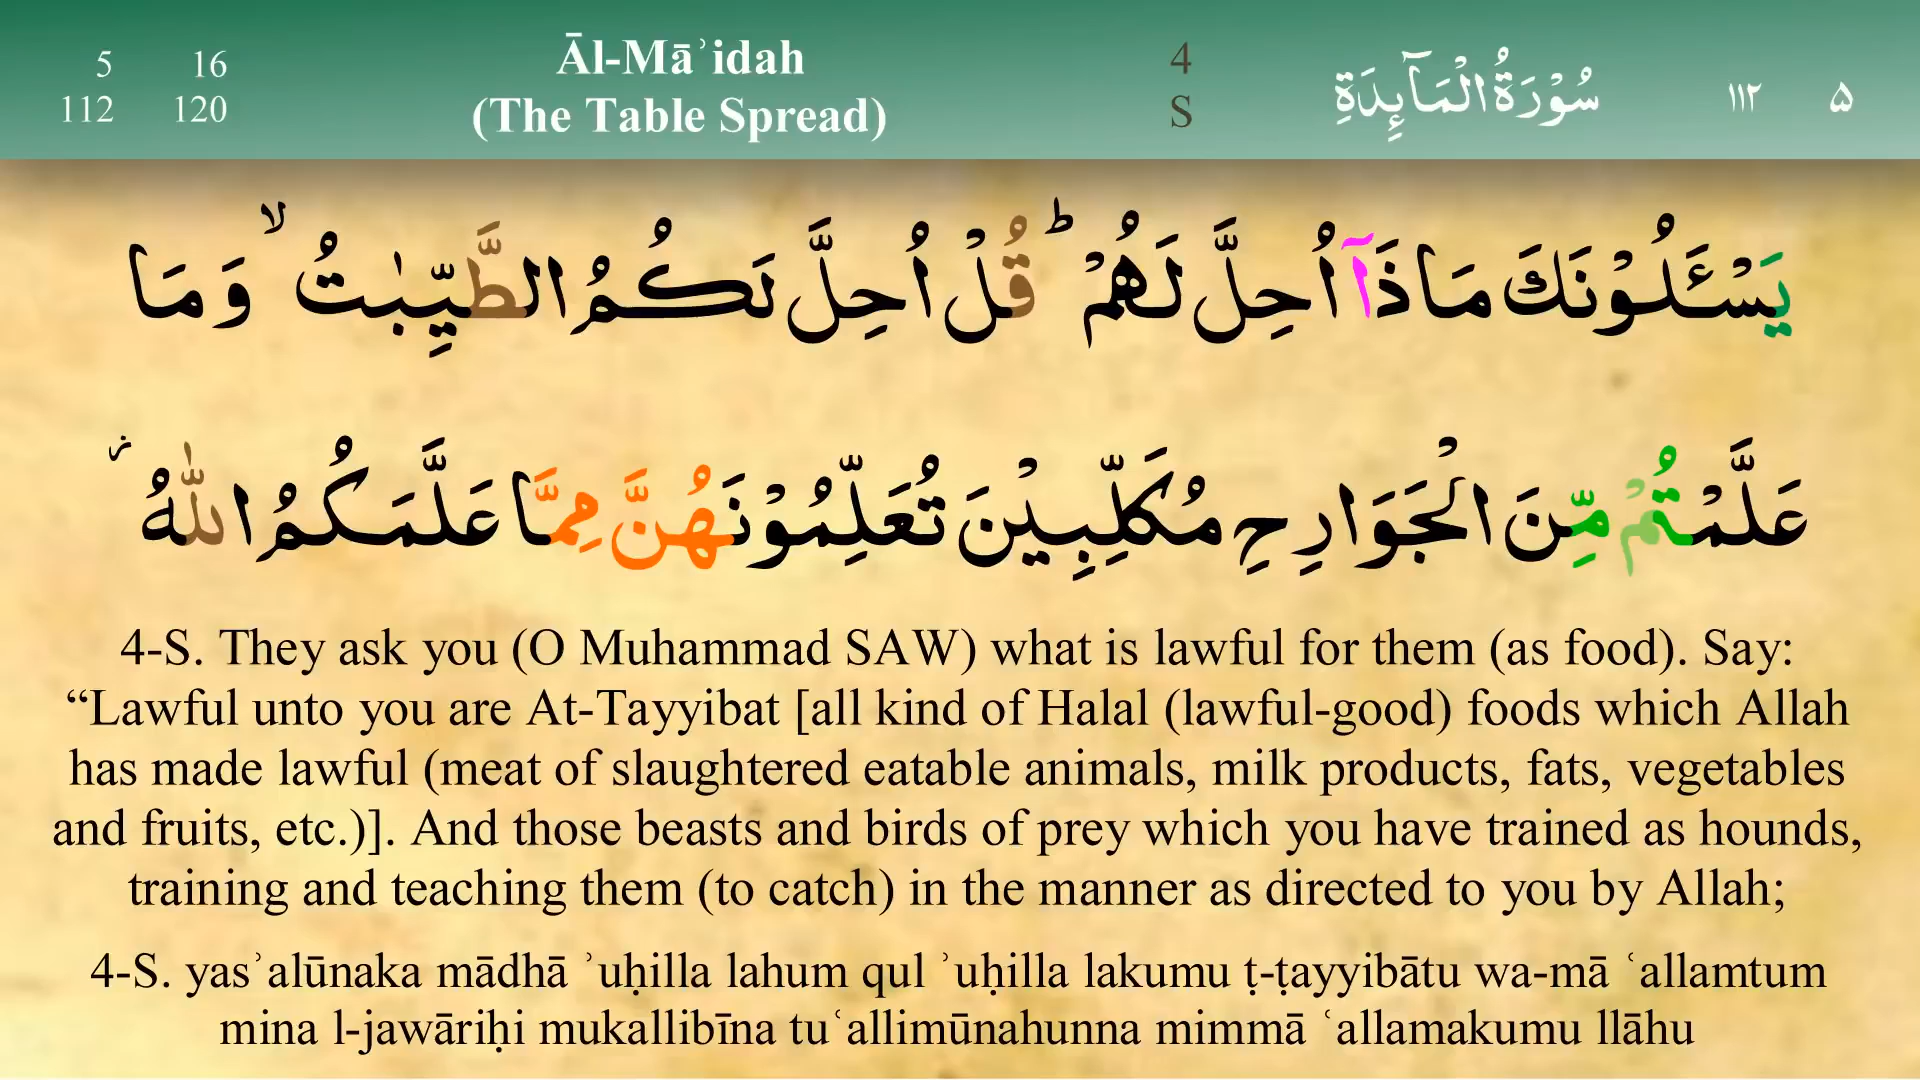 5 16
112 120
Āl-Māʾidah
(The Table Spread)
4
S
سُوْرَةُ الْمَآئِدَةِ
١١٢ ۵
يَسْـَٔلُوْنَكَ مَاذَآ اُحِلَّ لَهُمْ ؕ قُلْ اُحِلَّ لَكُمُ الطَّيِّبٰتُ ۙ وَمَا
عَلَّمْتُمْ مِّنَ الْجَوَارِحِ مُكَلِّبِيْنَ تُعَلِّمُوْنَهُنَّ مِمَّا عَلَّمَكُمُ اللّٰهُ ؗ
4-S. They ask you (O Muhammad SAW) what is lawful for them (as food). Say:
“Lawful unto you are At-Tayyibat [all kind of Halal (lawful-good) foods which Allah
has made lawful (meat of slaughtered eatable animals, milk products, fats, vegetables
and fruits, etc.)]. And those beasts and birds of prey which you have trained as hounds,
training and teaching them (to catch) in the manner as directed to you by Allah;
4-S. yasʾalūnaka mādhā ʾuḥilla lahum qul ʾuḥilla lakumu ṭ-ṭayyibātu wa-mā ʿallamtum
mina l-jawāriḥi mukallibīna tuʿallimūnahunna mimmā ʿallamakumu llāhu